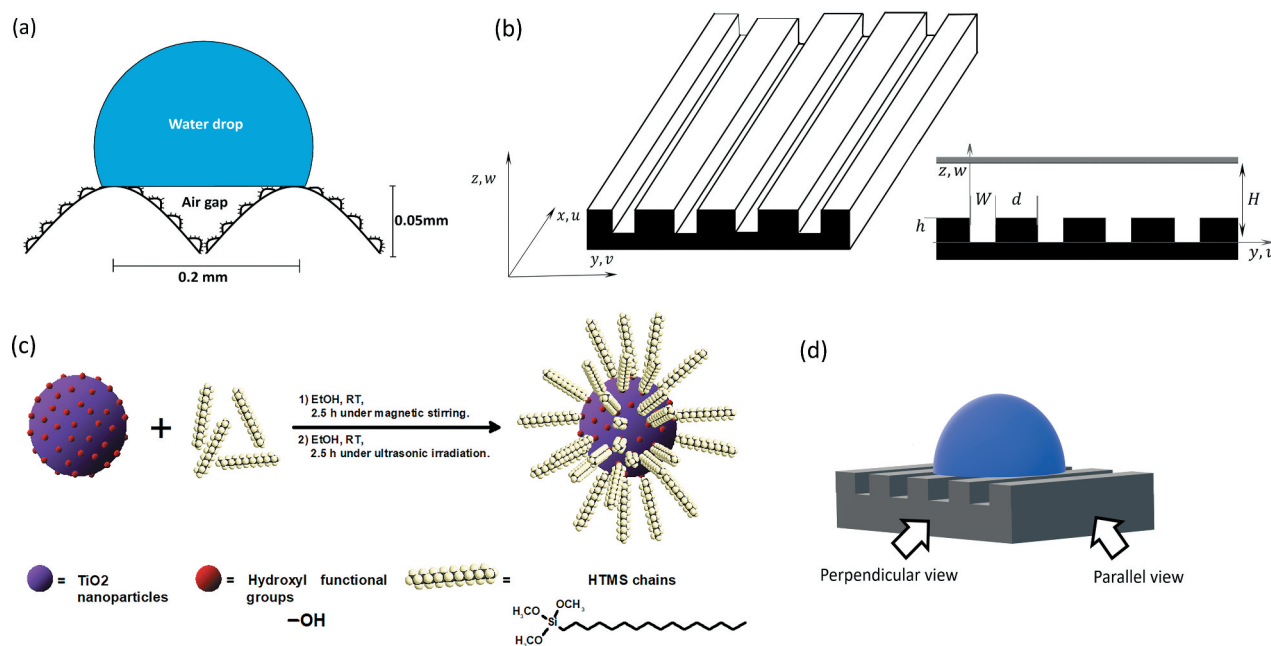 (a)
Water drop
Air gap
0.05mm
0.2 mm
(b)
z, w
x, u
y, v
z, w
W
d
H
h
(c)
1) EtOH, RT,
2.5 h under magnetic stirring.
2) EtOH, RT,
2.5 h under ultrasonic irradiation.
+
= TiO2
nanoparticles
= Hydroxyl functional
groups
–OH
= HTMS chains
H₃CO
OCH₃
Si
H₃CO
(d)
Perpendicular view
Parallel view